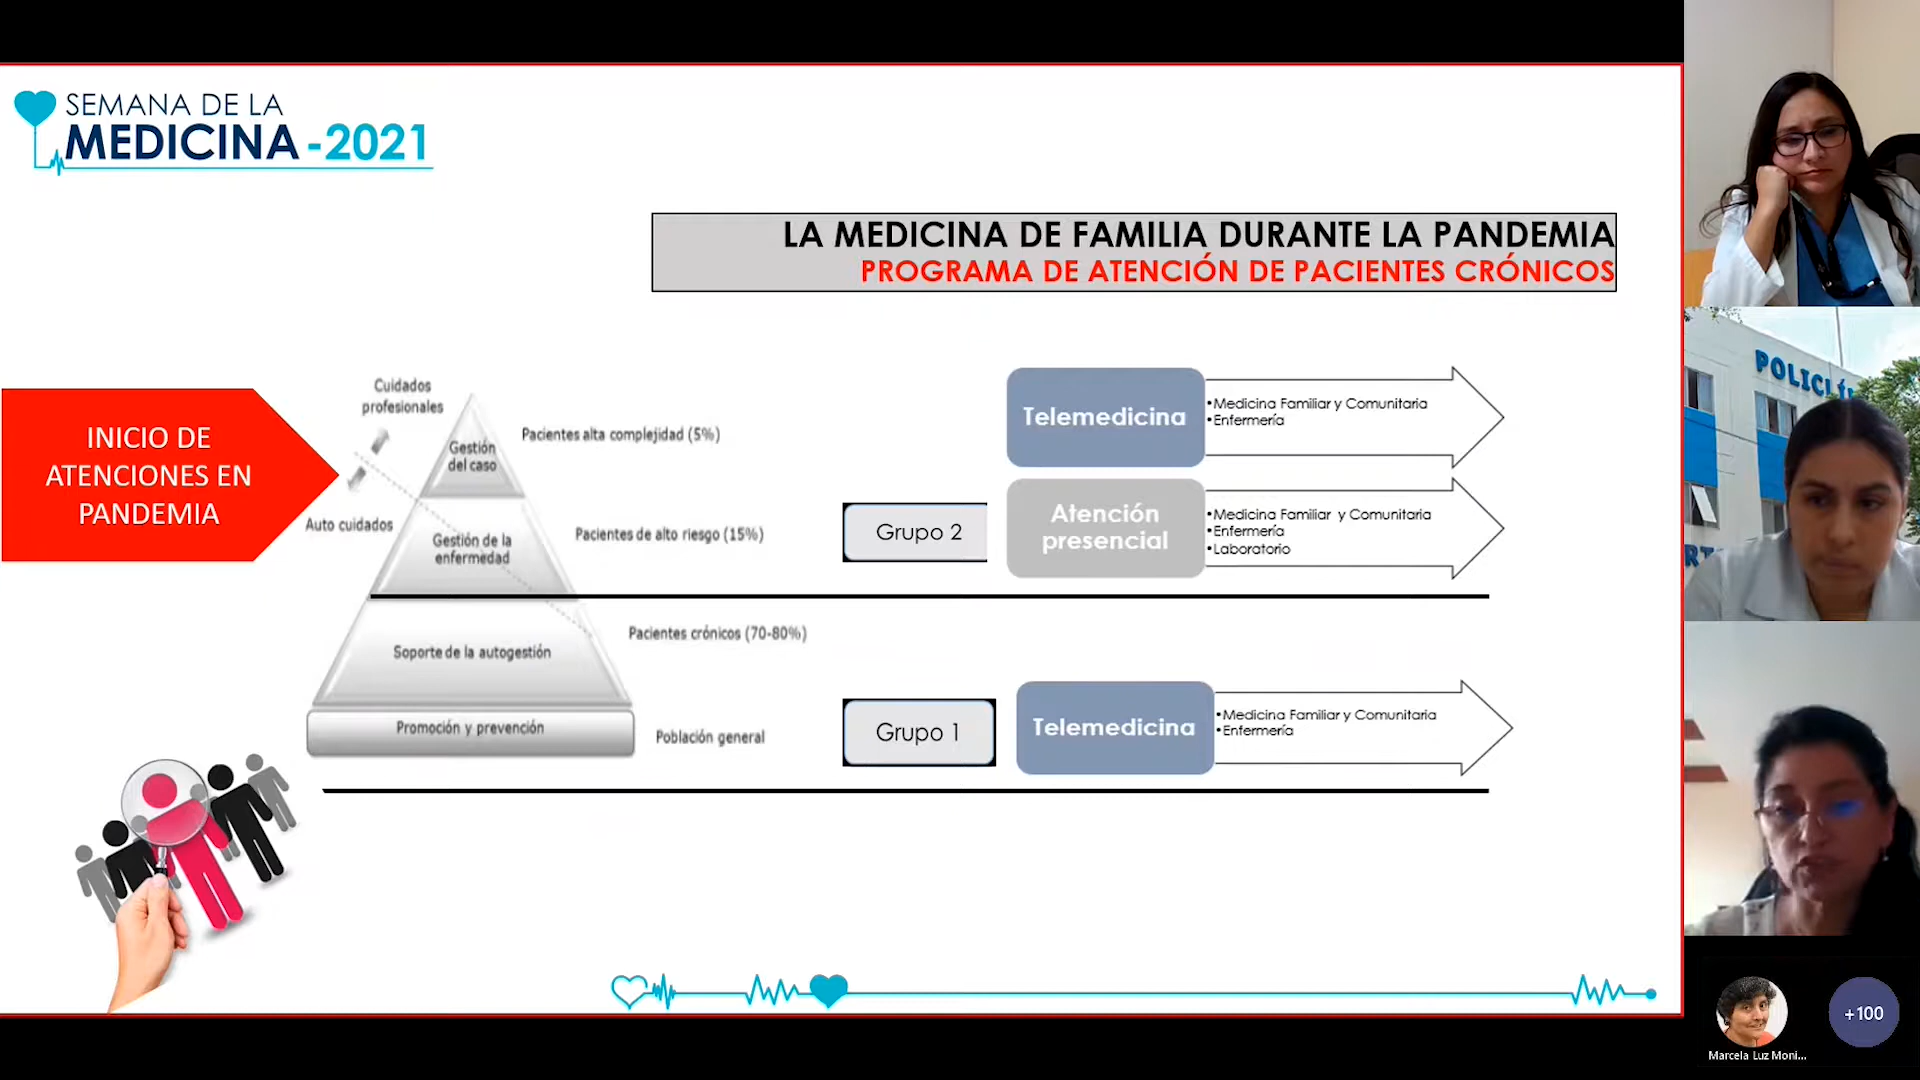 SEMANA DE LA
MEDICINA -2021
LA MEDICINA DE FAMILIA DURANTE LA PANDEMIA
PROGRAMA DE ATENCIÓN DE PACIENTES CRÓNICOS
INICIO DE
ATENCIONES EN
PANDEMIA
Cuidados
profesionales
Auto cuidados
Gestión
del caso
Pacientes alta complejidad (5%)
Gestión de la
enfermedad
Pacientes de alto riesgo (15%)
Soporte de la autogestión
Pacientes crónicos (70-80%)
Promoción y prevención
Población general
Telemedicina
•Medicina Familiar y Comunitaria
•Enfermería
Grupo 2
Atención
presencial
•Medicina Familiar y Comunitaria
•Enfermería
•Laboratorio
Grupo 1
Telemedicina
•Medicina Familiar y Comunitaria
•Enfermería
POLICLÍ
RT
Marcela Luz Moni...
+100